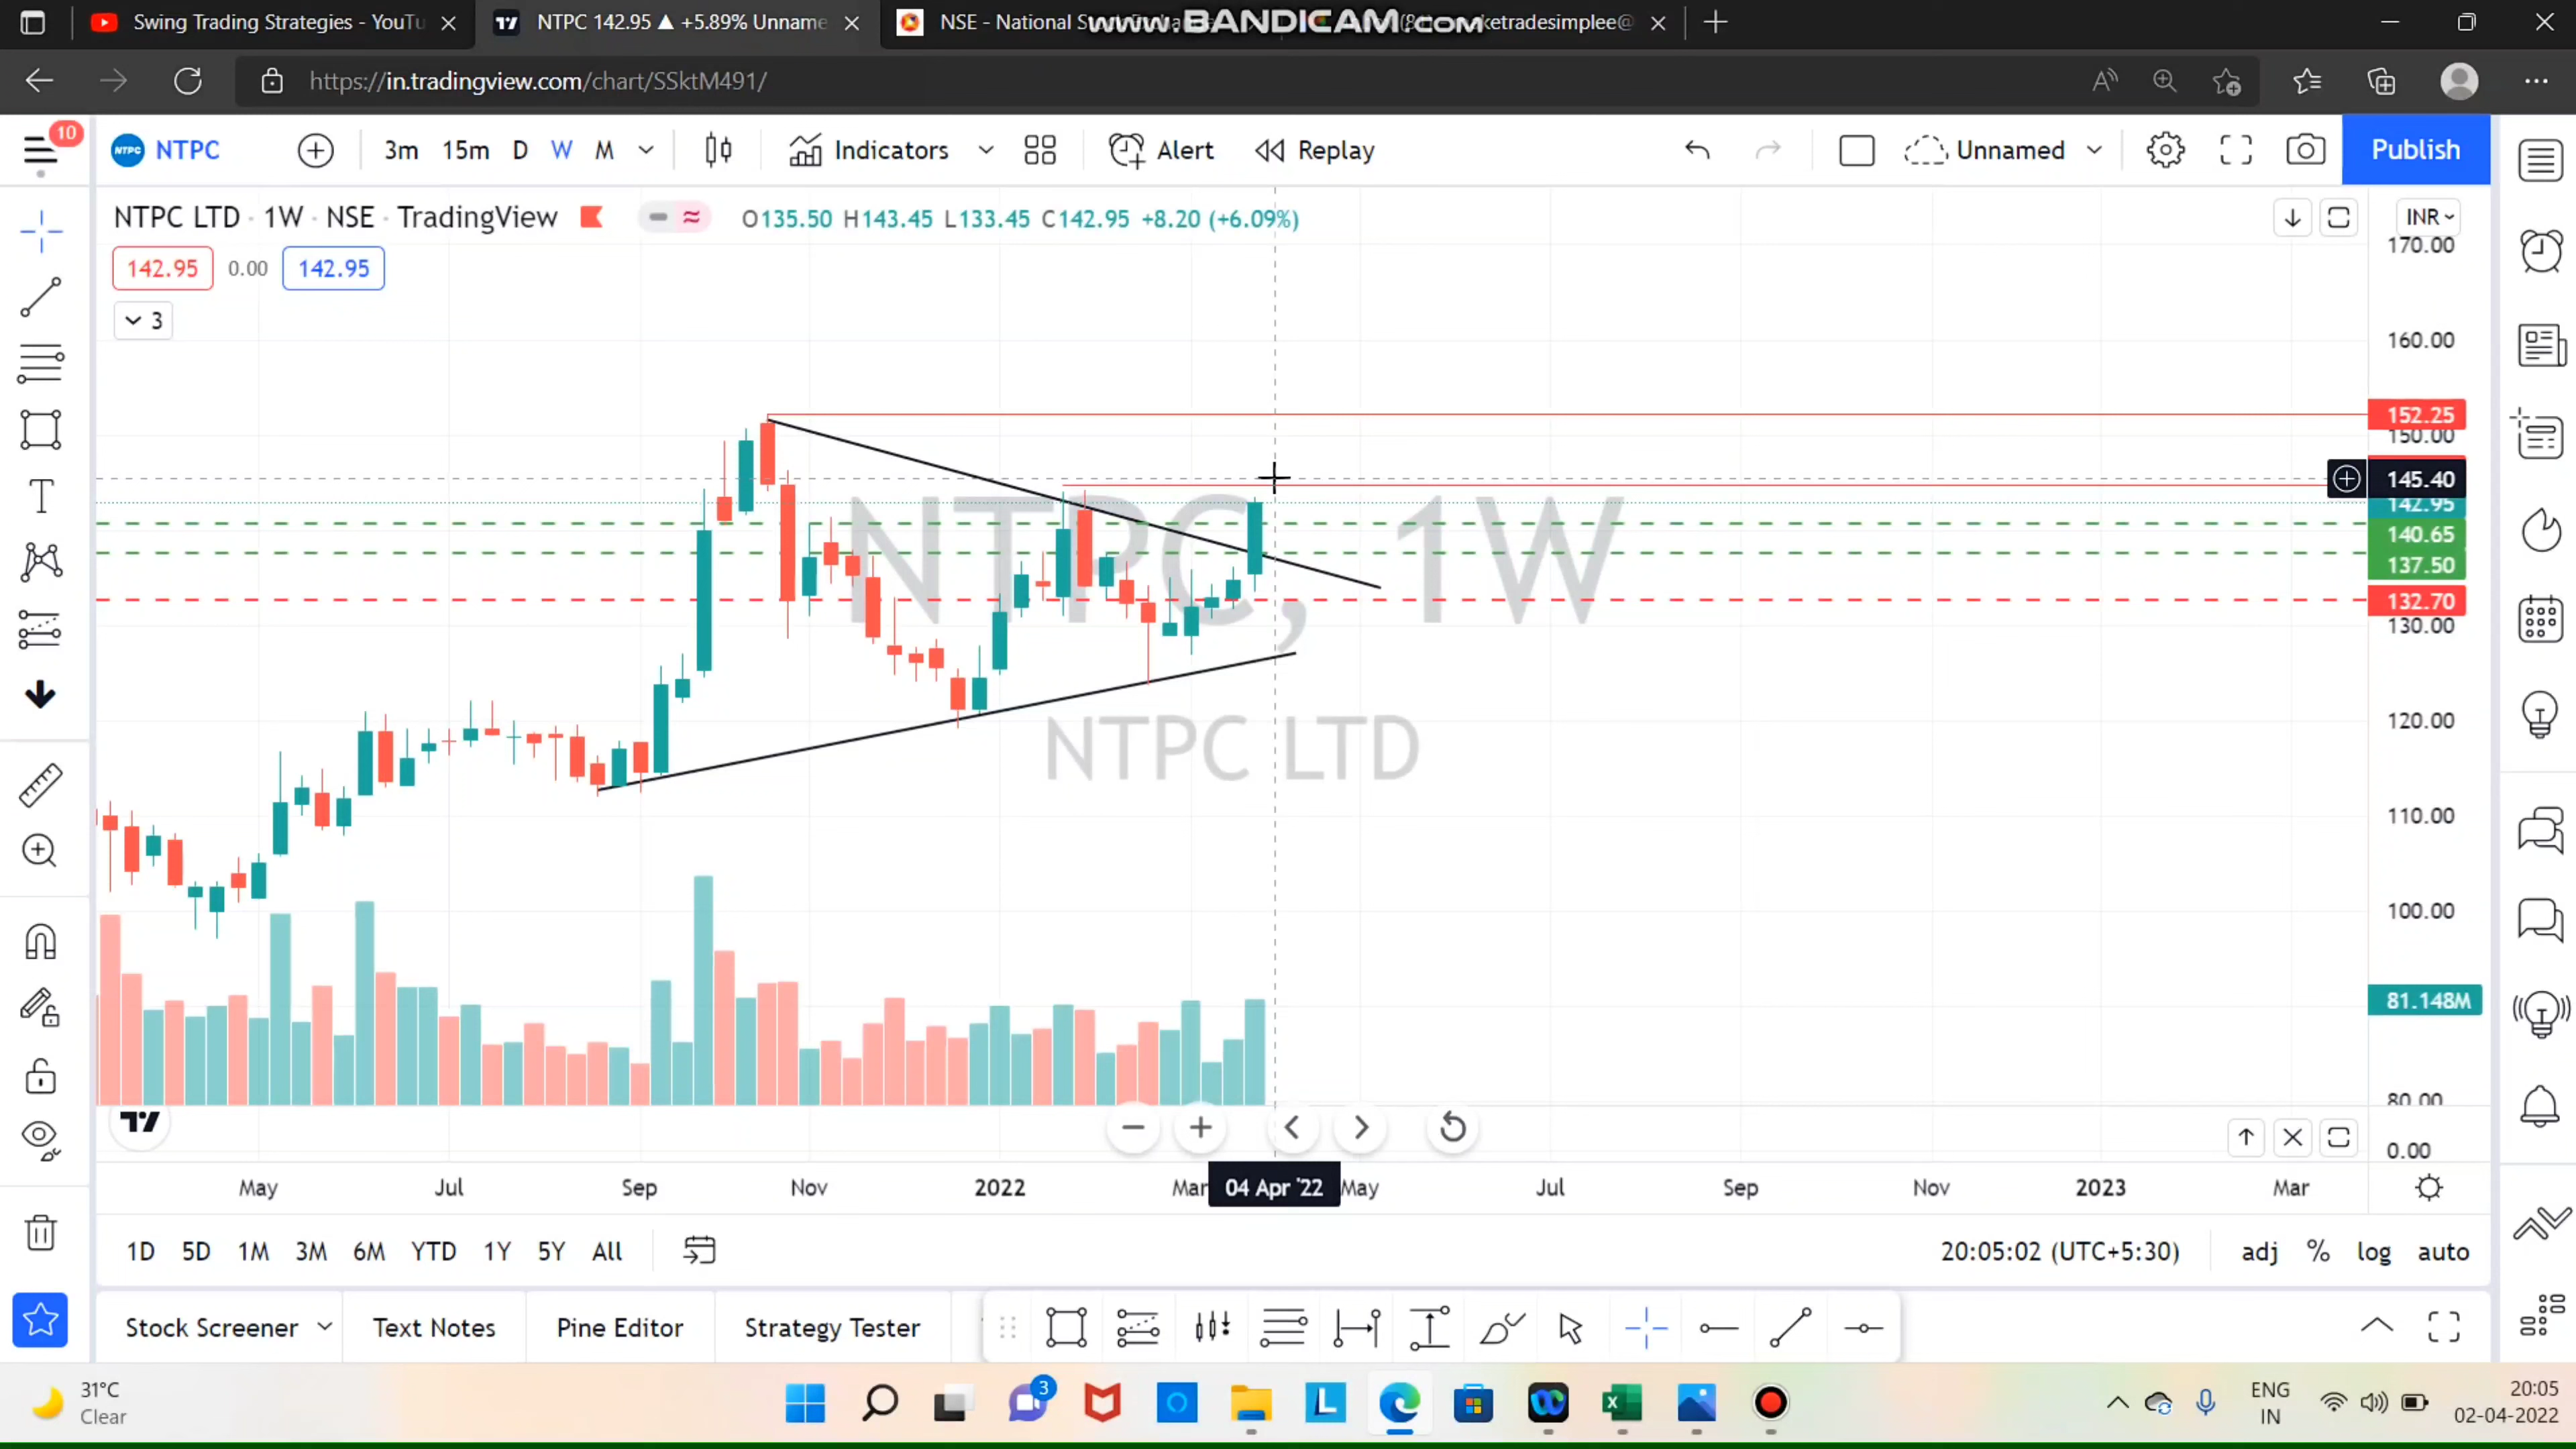 Swing Trading Strategies - YouTu
NTPC 142.95 ▲ +5.89% Unname
NSE - National S
www.BANDICAM.com
ketradesimplee@
https://in.tradingview.com/chart/SSktM491/
10
NTPC
3m 15m D W M
Indicators
Alert
Replay
Unnamed
Publish
NTPC LTD · 1W · NSE · TradingView
O135.50 H143.45 L133.45 C142.95 +8.20 (+6.09%)
INR
142.95 0.00 142.95
3
170.00
160.00
152.25
150.00
145.40
142.95
140.65
137.50
132.70
130.00
120.00
110.00
100.00
81.148M
80.00
0.00
NTPC, 1W
NTPC LTD
May Jul Sep Nov 2022 Mar 04 Apr '22 May Jul Sep Nov 2023 Mar
1D 5D 1M 3M 6M YTD 1Y 5Y All
20:05:02 (UTC+5:30)
adj % log auto
Stock Screener
Text Notes
Pine Editor
Strategy Tester
31°C
Clear
3
ENG
IN
20:05
02-04-2022